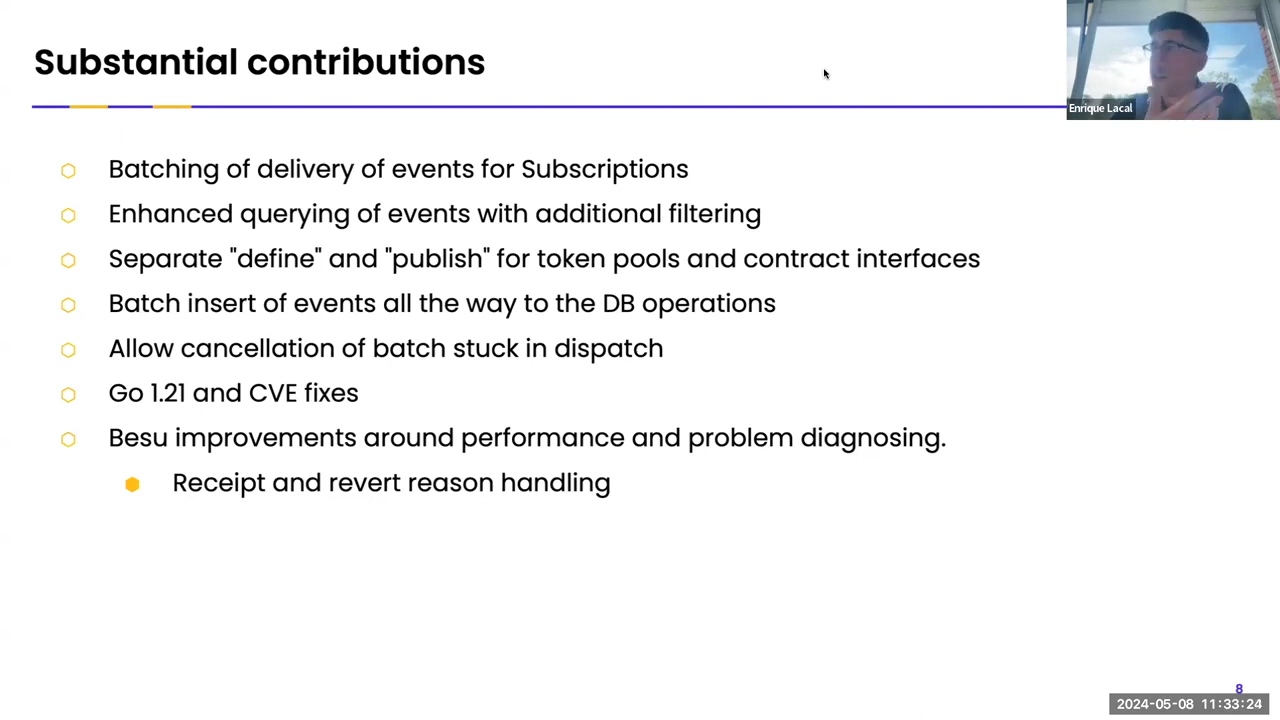 Substantial contributions
Enrique Lacal
Batching of delivery of events for Subscriptions
Enhanced querying of events with additional filtering
Separate "define" and "publish" for token pools and contract interfaces
Batch insert of events all the way to the DB operations
Allow cancellation of batch stuck in dispatch
Go 1.21 and CVE fixes
Besu improvements around performance and problem diagnosing.
Receipt and revert reason handling
8
2024-05-08 11:33:24